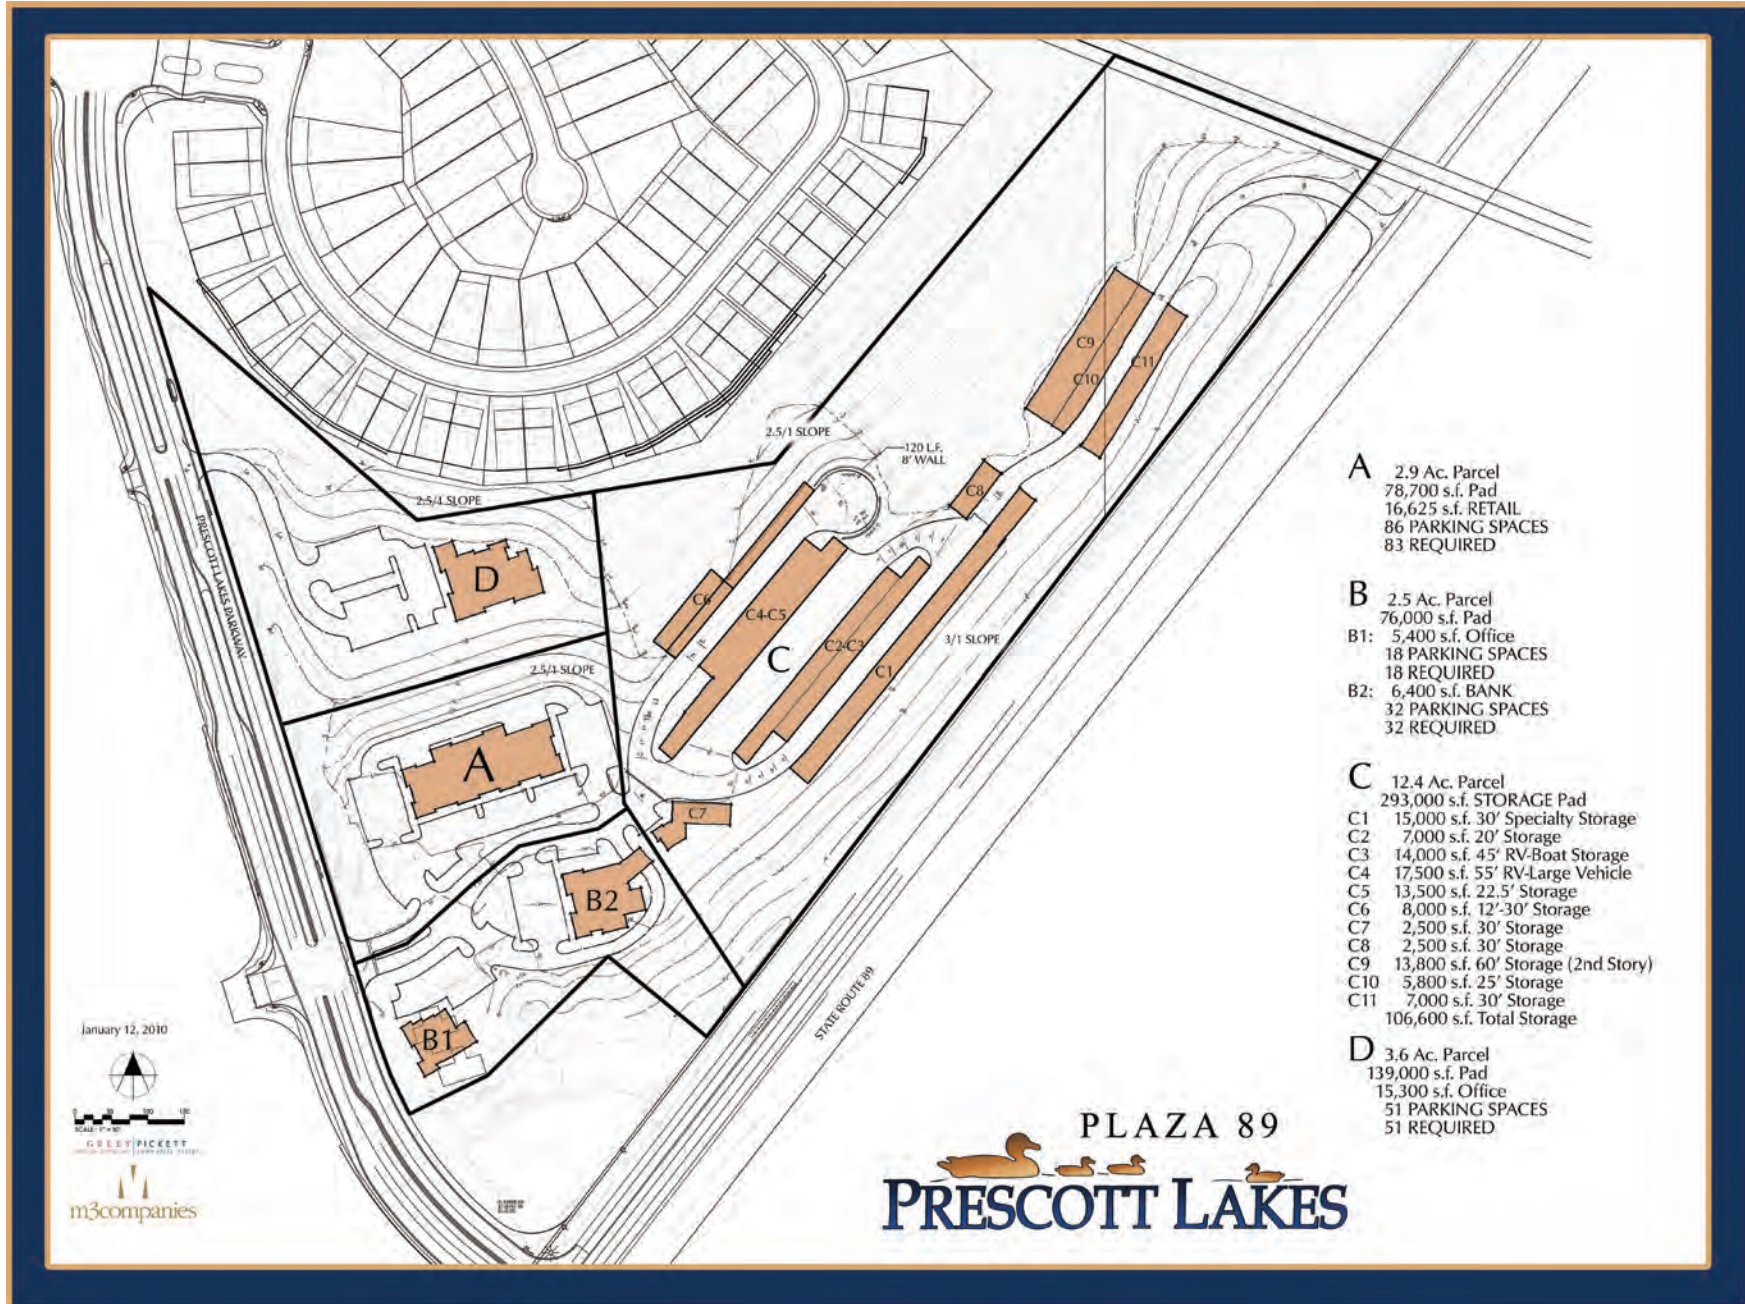 2.5/1 SLOPE
120 L.F.
8' WALL
2.5/1 SLOPE
2.5/1 SLOPE
3/1 SLOPE
PRESCOTT LAKES PARKWAY
STATE ROUTE 89
C9
C10
C11
C8
C6
C4-C5
C2-C3
C
C1
C7
D
A
B2
B1
A 2.9 Ac. Parcel
78,700 s.f. Pad
16,625 s.f. RETAIL
86 PARKING SPACES
83 REQUIRED
B 2.5 Ac. Parcel
76,000 s.f. Pad
B1: 5,400 s.f. Office
18 PARKING SPACES
18 REQUIRED
B2: 6,400 s.f. BANK
32 PARKING SPACES
32 REQUIRED
C 12.4 Ac. Parcel
293,000 s.f. STORAGE Pad
C1 15,000 s.f. 30' Specialty Storage
C2 7,000 s.f. 20' Storage
C3 14,000 s.f. 45' RV-Boat Storage
C4 17,500 s.f. 55' RV-Large Vehicle
C5 13,500 s.f. 22.5' Storage
C6 8,000 s.f. 12'-30' Storage
C7 2,500 s.f. 30' Storage
C8 2,500 s.f. 30' Storage
C9 13,800 s.f. 60' Storage (2nd Story)
C10 5,800 s.f. 25' Storage
C11 7,000 s.f. 30' Storage
106,600 s.f. Total Storage
D 3.6 Ac. Parcel
139,000 s.f. Pad
15,300 s.f. Office
51 PARKING SPACES
51 REQUIRED
January 12, 2010
GREEY PICKETT
m3companies
PLAZA 89
PRESCOTT LAKES